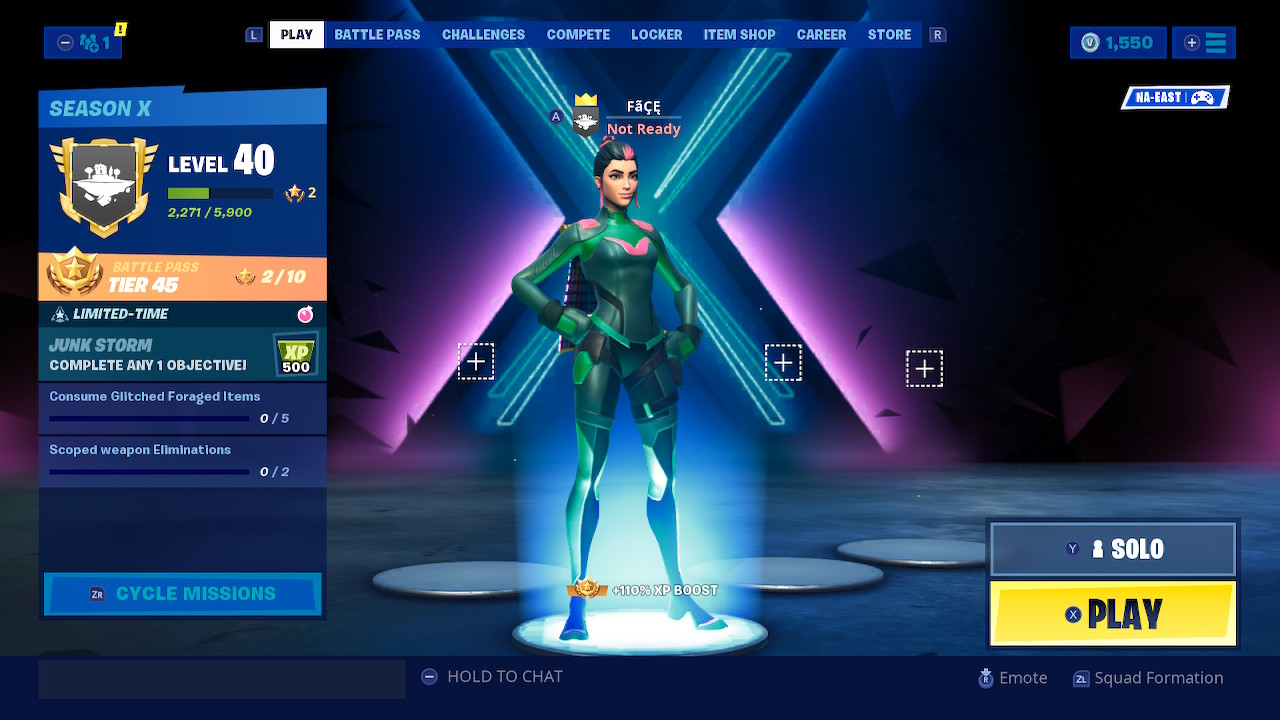 1
!
L
PLAY
BATTLE PASS
CHALLENGES
COMPETE
LOCKER
ITEM SHOP
CAREER
STORE
R
V 1,550
NA-EAST
SEASON X
LEVEL 40
2
2,271 / 5,900
BATTLE PASS
TIER 45
2/10
LIMITED-TIME
JUNK STORM
COMPLETE ANY 1 OBJECTIVE!
XP
500
Consume Glitched Foraged Items
0 / 5
Scoped weapon Eliminations
0 / 2
ZR CYCLE MISSIONS
A
FãÇĘ
Not Ready
+110% XP BOOST
Y SOLO
X PLAY
HOLD TO CHAT
R Emote
ZL Squad Formation